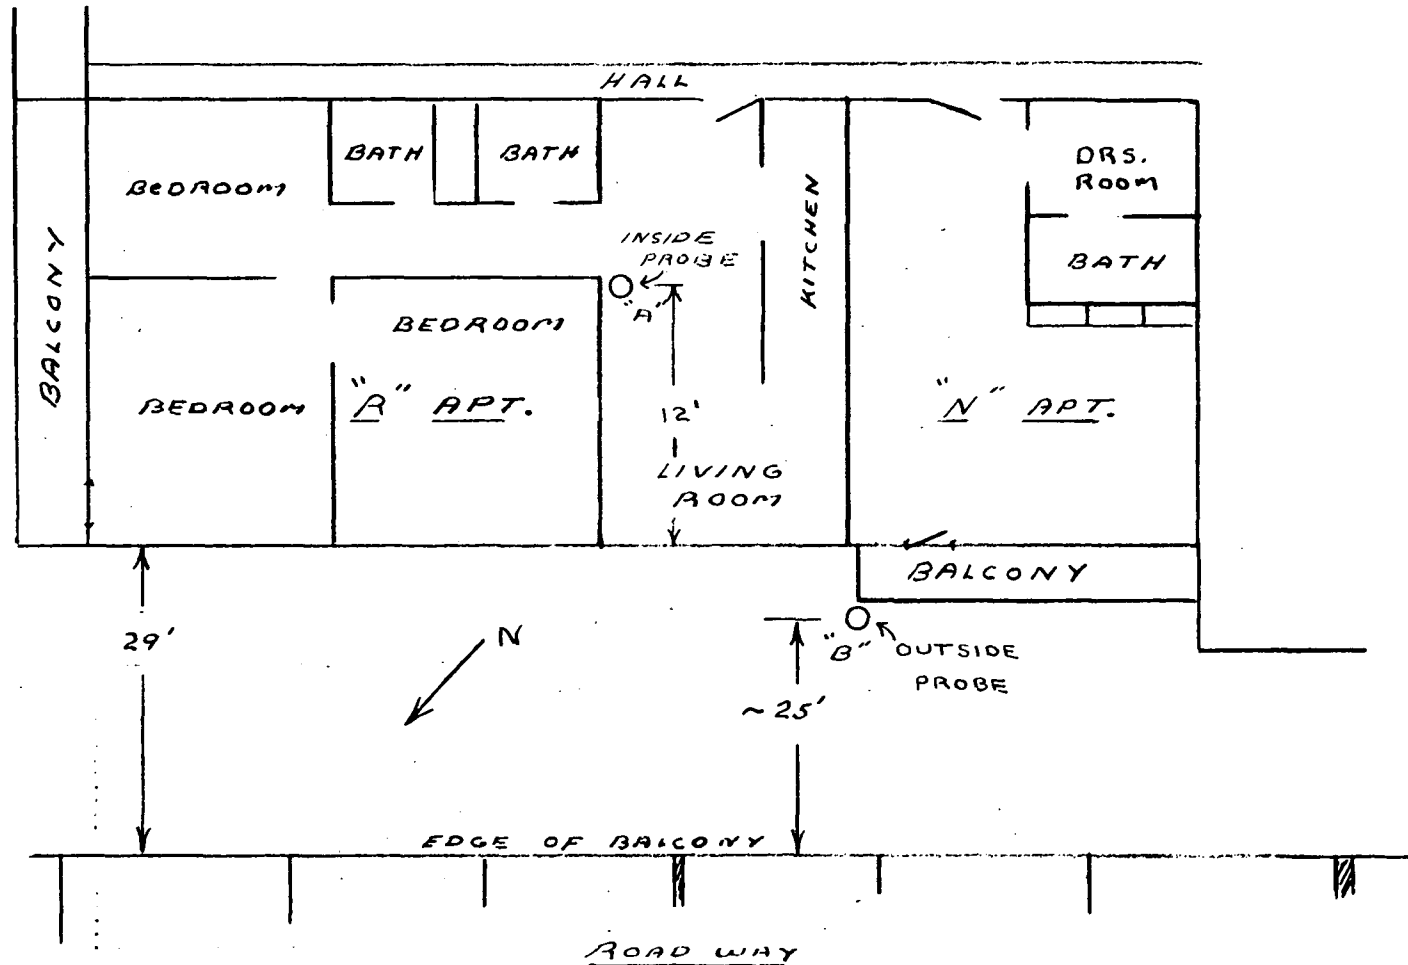 HALL
BATH
BATH
DRS.
ROOM
BEDROOM
KITCHEN
INSIDE
PROBE
BATH
"A"
BALCONY
BEDROOM
BEDROOM
"R" APT.
"N" APT.
12'
LIVING
ROOM
BALCONY
29'
N
"B" OUTSIDE
PROBE
~25'
EDGE OF BALCONY
ROAD WAY